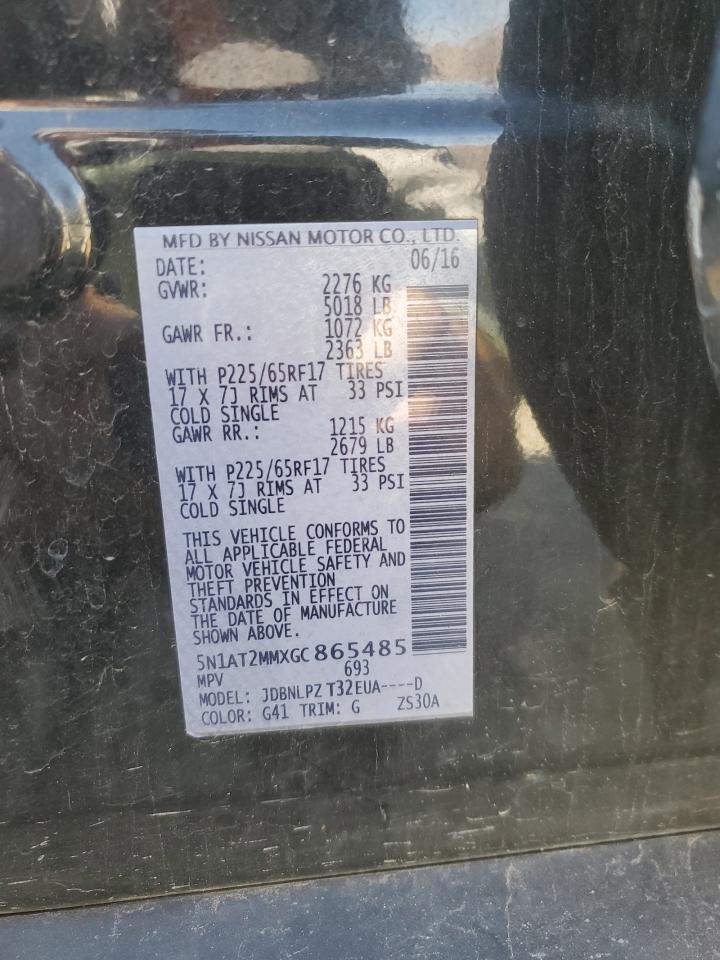 MFD BY NISSAN MOTOR CO., LTD.
DATE: 06/16
GVWR: 2276 KG
5018 LB
GAWR FR.: 1072 KG
2363 LB
WITH P225/65RF17 TIRES
17 X 7J RIMS AT 33 PSI
COLD SINGLE
GAWR RR.: 1215 KG
2679 LB
WITH P225/65RF17 TIRES
17 X 7J RIMS AT 33 PSI
COLD SINGLE
THIS VEHICLE CONFORMS TO
ALL APPLICABLE FEDERAL
MOTOR VEHICLE SAFETY AND
THEFT PREVENTION
STANDARDS IN EFFECT ON
THE DATE OF MANUFACTURE
SHOWN ABOVE.
5N1AT2MMXGC865485
MPV 693
MODEL: JDBNLPZ T32EUA----D
COLOR: G41 TRIM: G ZS30A